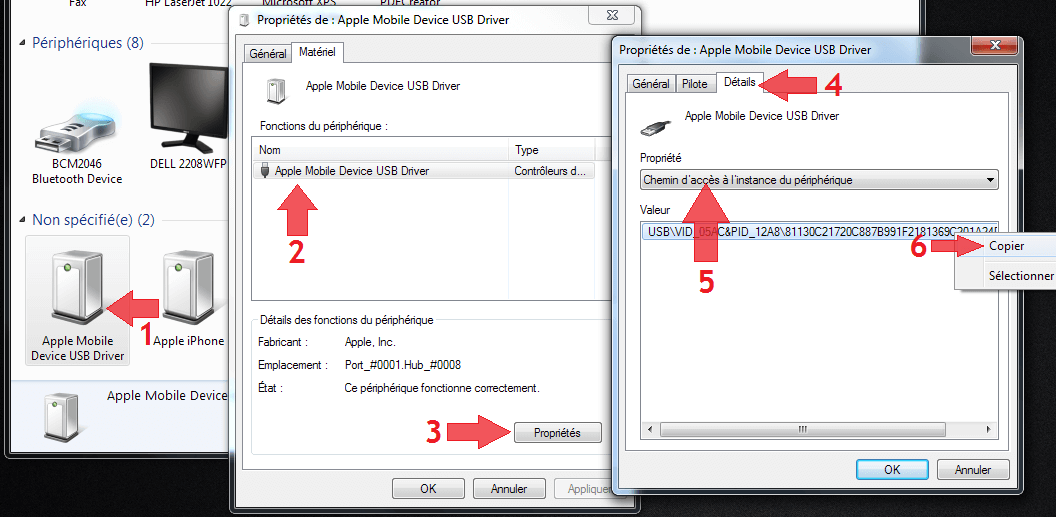 Fax
HP LaserJet 1022
Microsoft XPS
PDFCreator
Périphériques (8)
BCM2046
Bluetooth Device
DELL 2208WFP
Non spécifié(e) (2)
Apple Mobile
Device USB Driver
1
Apple iPhone
Apple Mobile Device
Propriétés de : Apple Mobile Device USB Driver
Général
Matériel
Apple Mobile Device USB Driver
Fonctions du périphérique :
Nom
Type
Apple Mobile Device USB Driver
Contrôleurs d...
2
Détails des fonctions du périphérique
Fabricant :
Apple, Inc.
Emplacement :
Port_#0001.Hub_#0008
État :
Ce périphérique fonctionne correctement.
3
Propriétés
OK
Annuler
Appliquer
Propriétés de : Apple Mobile Device USB Driver
Général
Pilote
Détails
4
Apple Mobile Device USB Driver
Propriété
Chemin d'accès à l'instance du périphérique
Valeur
USB\VID_05AC&PID_12A8\81130C21720C887B991F2181369C201A24
5
6
Copier
Sélectionner
OK
Annuler